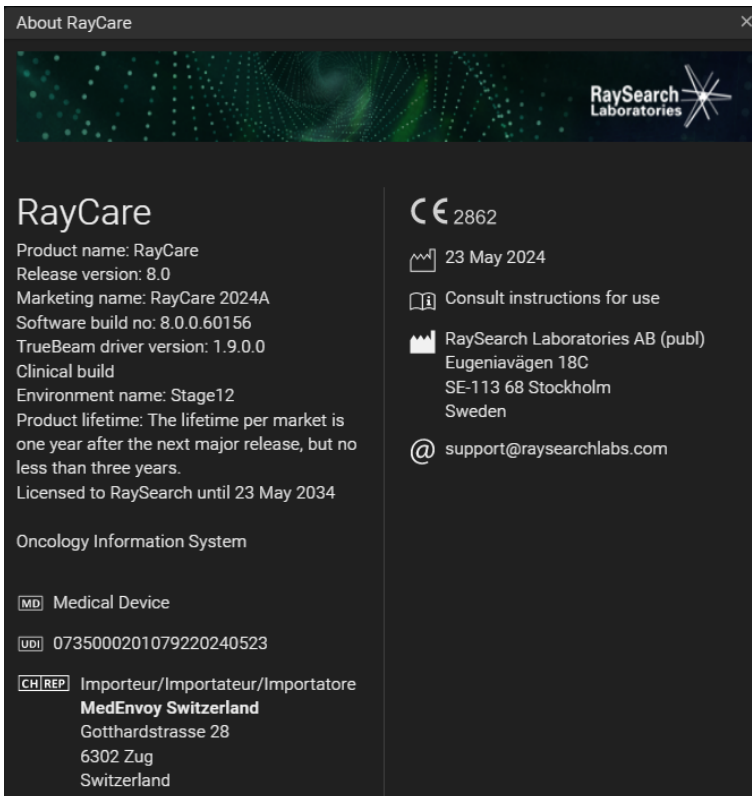 About RayCare
RaySearch
Laboratories
RayCare
Product name: RayCare
Release version: 8.0
Marketing name: RayCare 2024A
Software build no: 8.0.0.60156
TrueBeam driver version: 1.9.0.0
Clinical build
Environment name: Stage12
Product lifetime: The lifetime per market is
one year after the next major release, but no
less than three years.
Licensed to RaySearch until 23 May 2034
Oncology Information System
MD Medical Device
UDI 0735000201079220240523
CH REP Importeur/Importateur/Importatore
MedEnvoy Switzerland
Gotthardstrasse 28
6302 Zug
Switzerland
CE 2862
23 May 2024
Consult instructions for use
RaySearch Laboratories AB (publ)
Eugeniavägen 18C
SE-113 68 Stockholm
Sweden
@ support@raysearchlabs.com